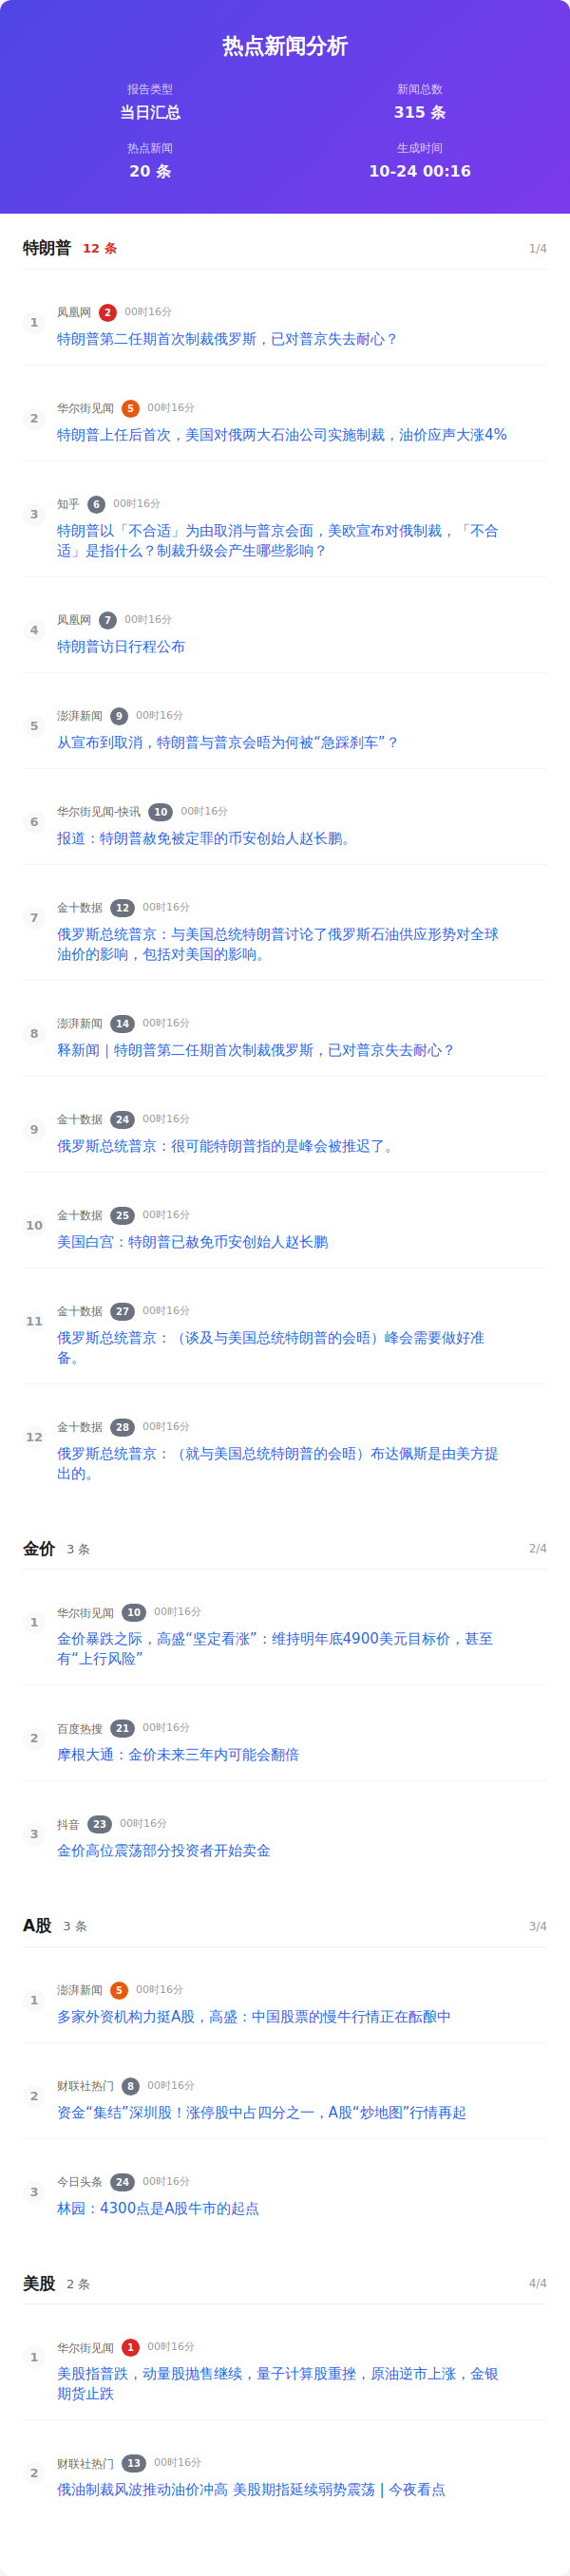 热点新闻分析
报告类型
当日汇总
新闻总数
315 条
热点新闻
20 条
生成时间
10-24 00:16
特朗普 12 条 1/4
1
凤凰网 2 00时16分
特朗普第二任期首次制裁俄罗斯，已对普京失去耐心？
2
华尔街见闻 5 00时16分
特朗普上任后首次，美国对俄两大石油公司实施制裁，油价应声大涨4%
3
知乎 6 00时16分
特朗普以「不合适」为由取消与普京会面，美欧宣布对俄制裁，「不合
适」是指什么？制裁升级会产生哪些影响？
4
凤凰网 7 00时16分
特朗普访日行程公布
5
澎湃新闻 9 00时16分
从宣布到取消，特朗普与普京会晤为何被“急踩刹车”？
6
华尔街见闻-快讯 10 00时16分
报道：特朗普赦免被定罪的币安创始人赵长鹏。
7
金十数据 12 00时16分
俄罗斯总统普京：与美国总统特朗普讨论了俄罗斯石油供应形势对全球
油价的影响，包括对美国的影响。
8
澎湃新闻 14 00时16分
释新闻｜特朗普第二任期首次制裁俄罗斯，已对普京失去耐心？
9
金十数据 24 00时16分
俄罗斯总统普京：很可能特朗普指的是峰会被推迟了。
10
金十数据 25 00时16分
美国白宫：特朗普已赦免币安创始人赵长鹏
11
金十数据 27 00时16分
俄罗斯总统普京：（谈及与美国总统特朗普的会晤）峰会需要做好准
备。
12
金十数据 28 00时16分
俄罗斯总统普京：（就与美国总统特朗普的会晤）布达佩斯是由美方提
出的。
金价 3 条 2/4
1
华尔街见闻 10 00时16分
金价暴跌之际，高盛“坚定看涨”：维持明年底4900美元目标价，甚至
有“上行风险”
2
百度热搜 21 00时16分
摩根大通：金价未来三年内可能会翻倍
3
抖音 23 00时16分
金价高位震荡部分投资者开始卖金
A股 3 条 3/4
1
澎湃新闻 5 00时16分
多家外资机构力挺A股，高盛：中国股票的慢牛行情正在酝酿中
2
财联社热门 8 00时16分
资金“集结”深圳股！涨停股中占四分之一，A股“炒地图”行情再起
3
今日头条 24 00时16分
林园：4300点是A股牛市的起点
美股 2 条 4/4
1
华尔街见闻 1 00时16分
美股指普跌，动量股抛售继续，量子计算股重挫，原油逆市上涨，金银
期货止跌
2
财联社热门 13 00时16分
俄油制裁风波推动油价冲高 美股期指延续弱势震荡 | 今夜看点